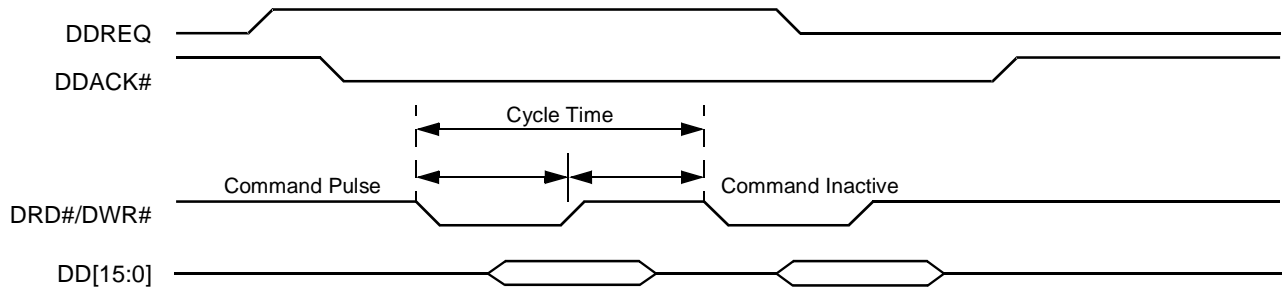 DDREQ
DDACK#
Cycle Time
Command Pulse
Command Inactive
DRD#/DWR#
DD[15:0]